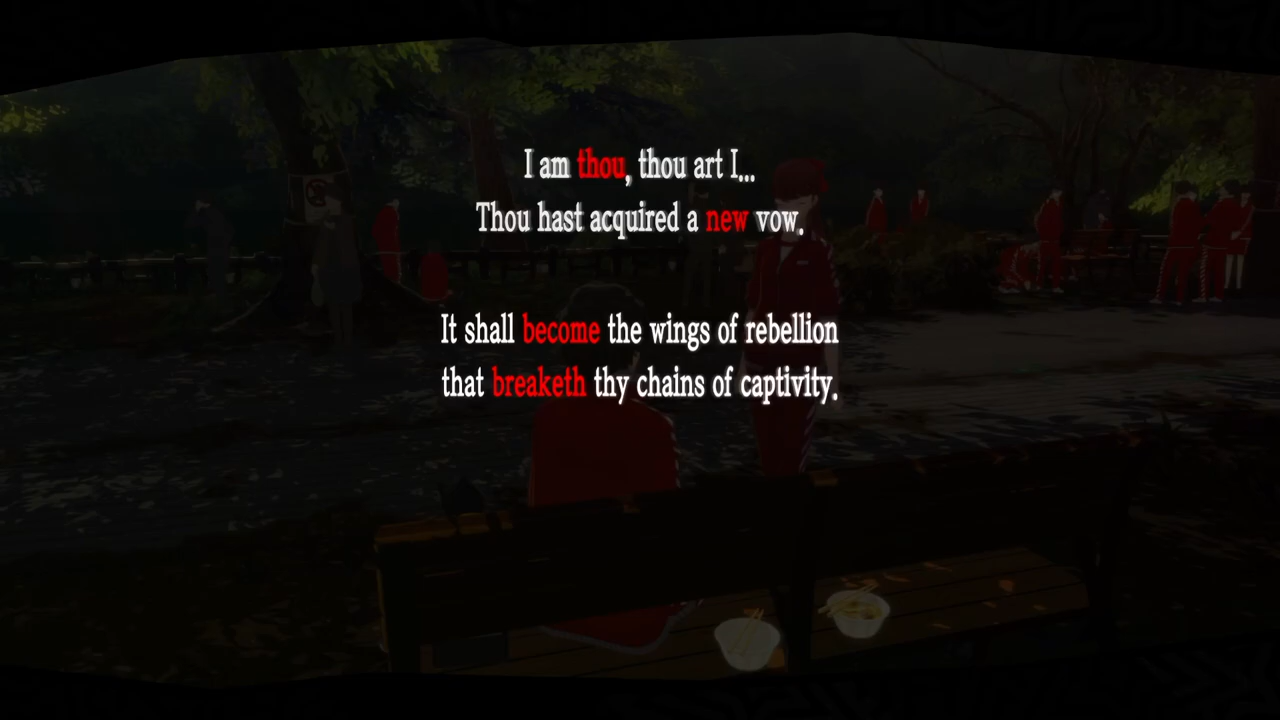 I am thou, thou art I...
Thou hast acquired a new vow.
It shall become the wings of rebellion
that breaketh thy chains of captivity.